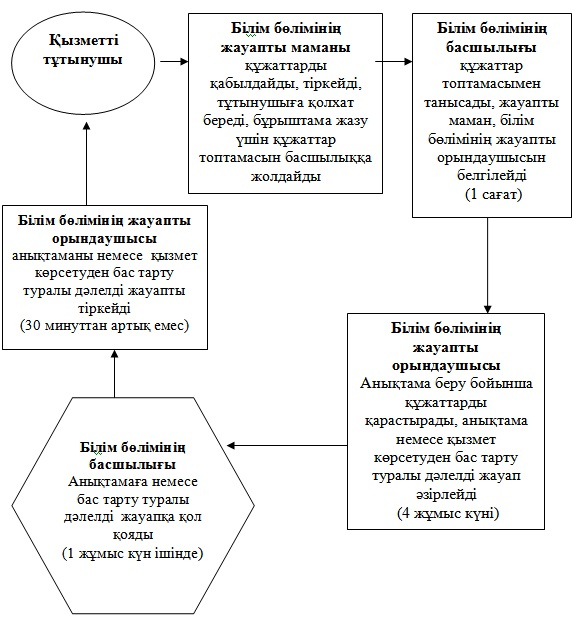 Қызметті
тұтынушы
Білім бөлімінің
жауапты маманы
құжаттарды
қабылдайды, тіркейді,
тұтынушыға қолхат
береді, бұрыштама жазу
үшін құжаттар
топтамасын басшылыққа
жолдайды
Білім бөлімінің
басшылығы
құжаттар
топтамасымен
танысады, жауапты
маман, білім
бөлімінің жауапты
орындаушысын
белгілейді
(1 сағат)
Білім бөлімінің
жауапты
орындаушысы
Анықтама беру бойынша
құжаттарды
қарастырады, анықтама
немесе қызмет
көрсетуден бас тарту
туралы дәлелді жауап
әзірлейді
(4 жұмыс күні)
Білім бөлімінің
басшылығы
Анықтамаға немесе
бас тарту туралы
дәлелді жауапқа қол
қояды
(1 жұмыс күн ішінде)
Білім бөлімінің жауапты
орындаушысы
анықтаманы немесе қызмет
көрсетуден бас тарту
туралы дәлелді жауапты
тіркейді
(30 минуттан артық емес)